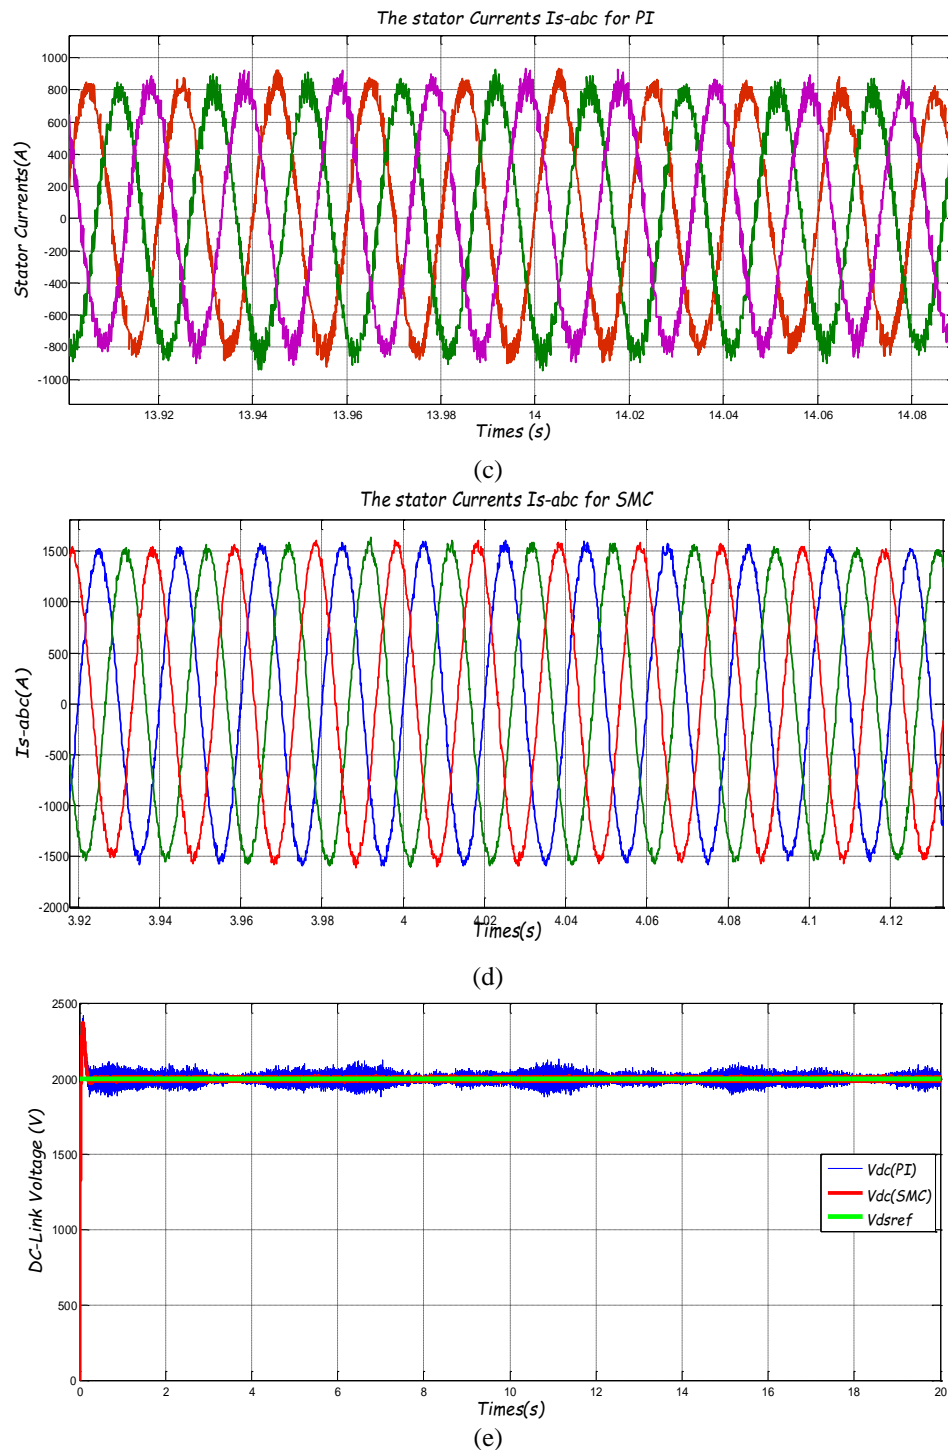 The stator Currents Is-abc for PI
1000
800
600
400
200
0
-200
-400
-600
-800
-1000
Stator Currents(A)
13.92 13.94 13.96 13.98 14 14.02 14.04 14.06 14.08
Times (s)
(c)
The stator Currents Is-abc for SMC
1500
1000
500
0
-500
-1000
-1500
-2000
Is-abc(A)
3.92 3.94 3.96 3.98 4 4.02 4.04 4.06 4.08 4.1 4.12
Times(s)
(d)
2500
2000
1500
1000
500
0
DC-Link Voltage (V)
Vdc(PI)
Vdc(SMC)
Vdsref
0 2 4 6 8 10 12 14 16 18 20
Times(s)
(e)